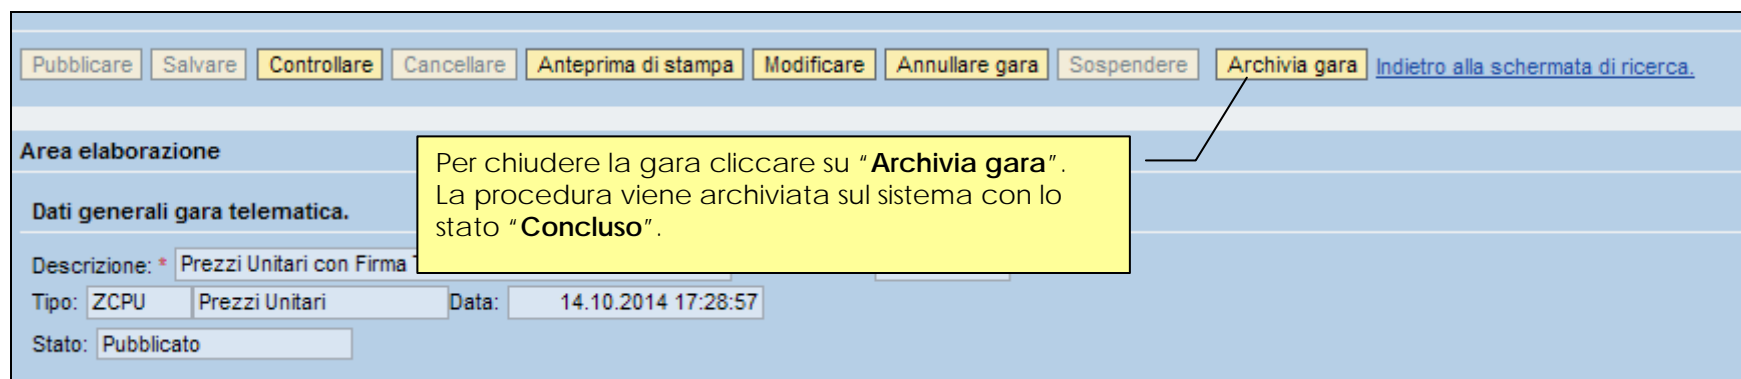 Pubblicare Salvare Controllare Cancellare Anteprima di stampa Modificare Annullare gara Sospendere Archivia gara Indietro alla schermata di ricerca.
Area elaborazione
Per chiudere la gara cliccare su “Archivia gara”.
La procedura viene archiviata sul sistema con lo
stato “Concluso”.
Dati generali gara telematica.
Descrizione: * Prezzi Unitari con Firma
Tipo: ZCPU Prezzi Unitari Data: 14.10.2014 17:28:57
Stato: Pubblicato